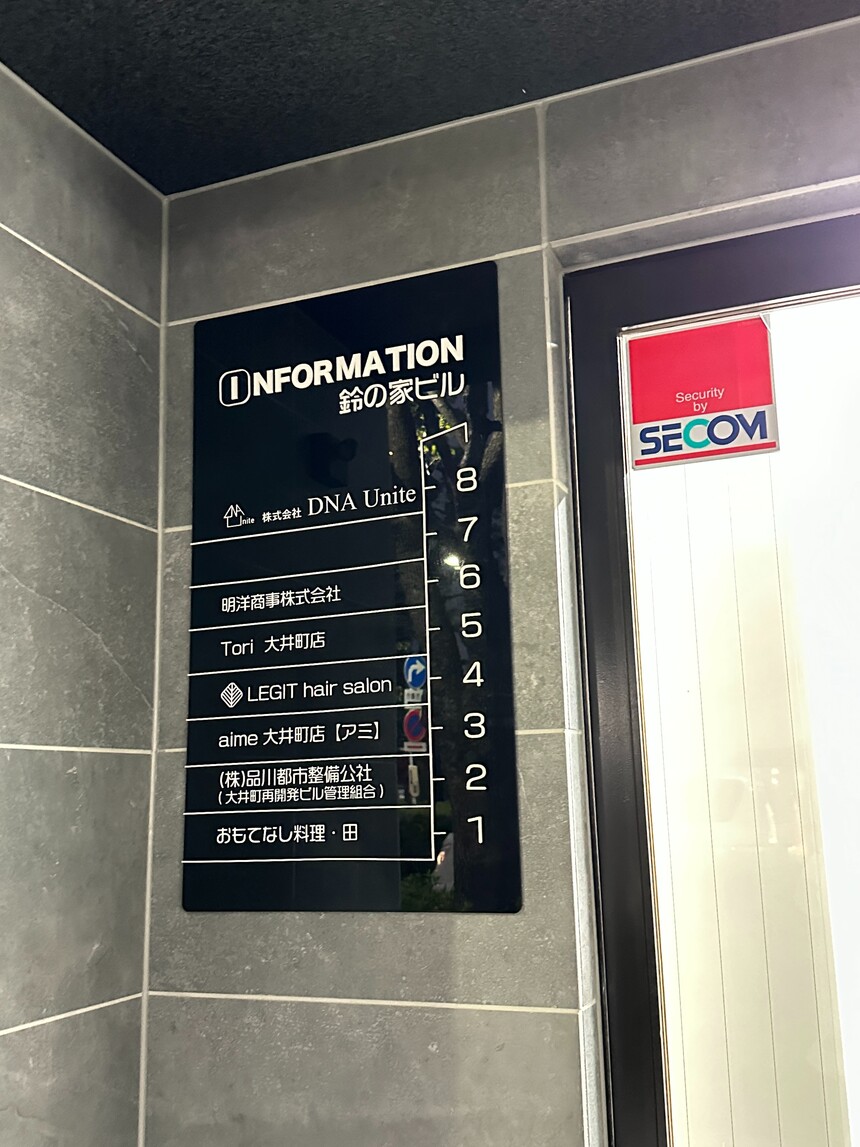 INFORMATION
鈴の家ビル
nite 株式会社 DNA Unite 8
7
明洋商事株式会社 6
Tori 大井町店 5
LEGIT hair salon 4
aime 大井町店【アミ】 3
(株)品川都市整備公社 2
(大井町再開発ビル管理組合)
おもてなし料理・田 1
Security
by
SECOM